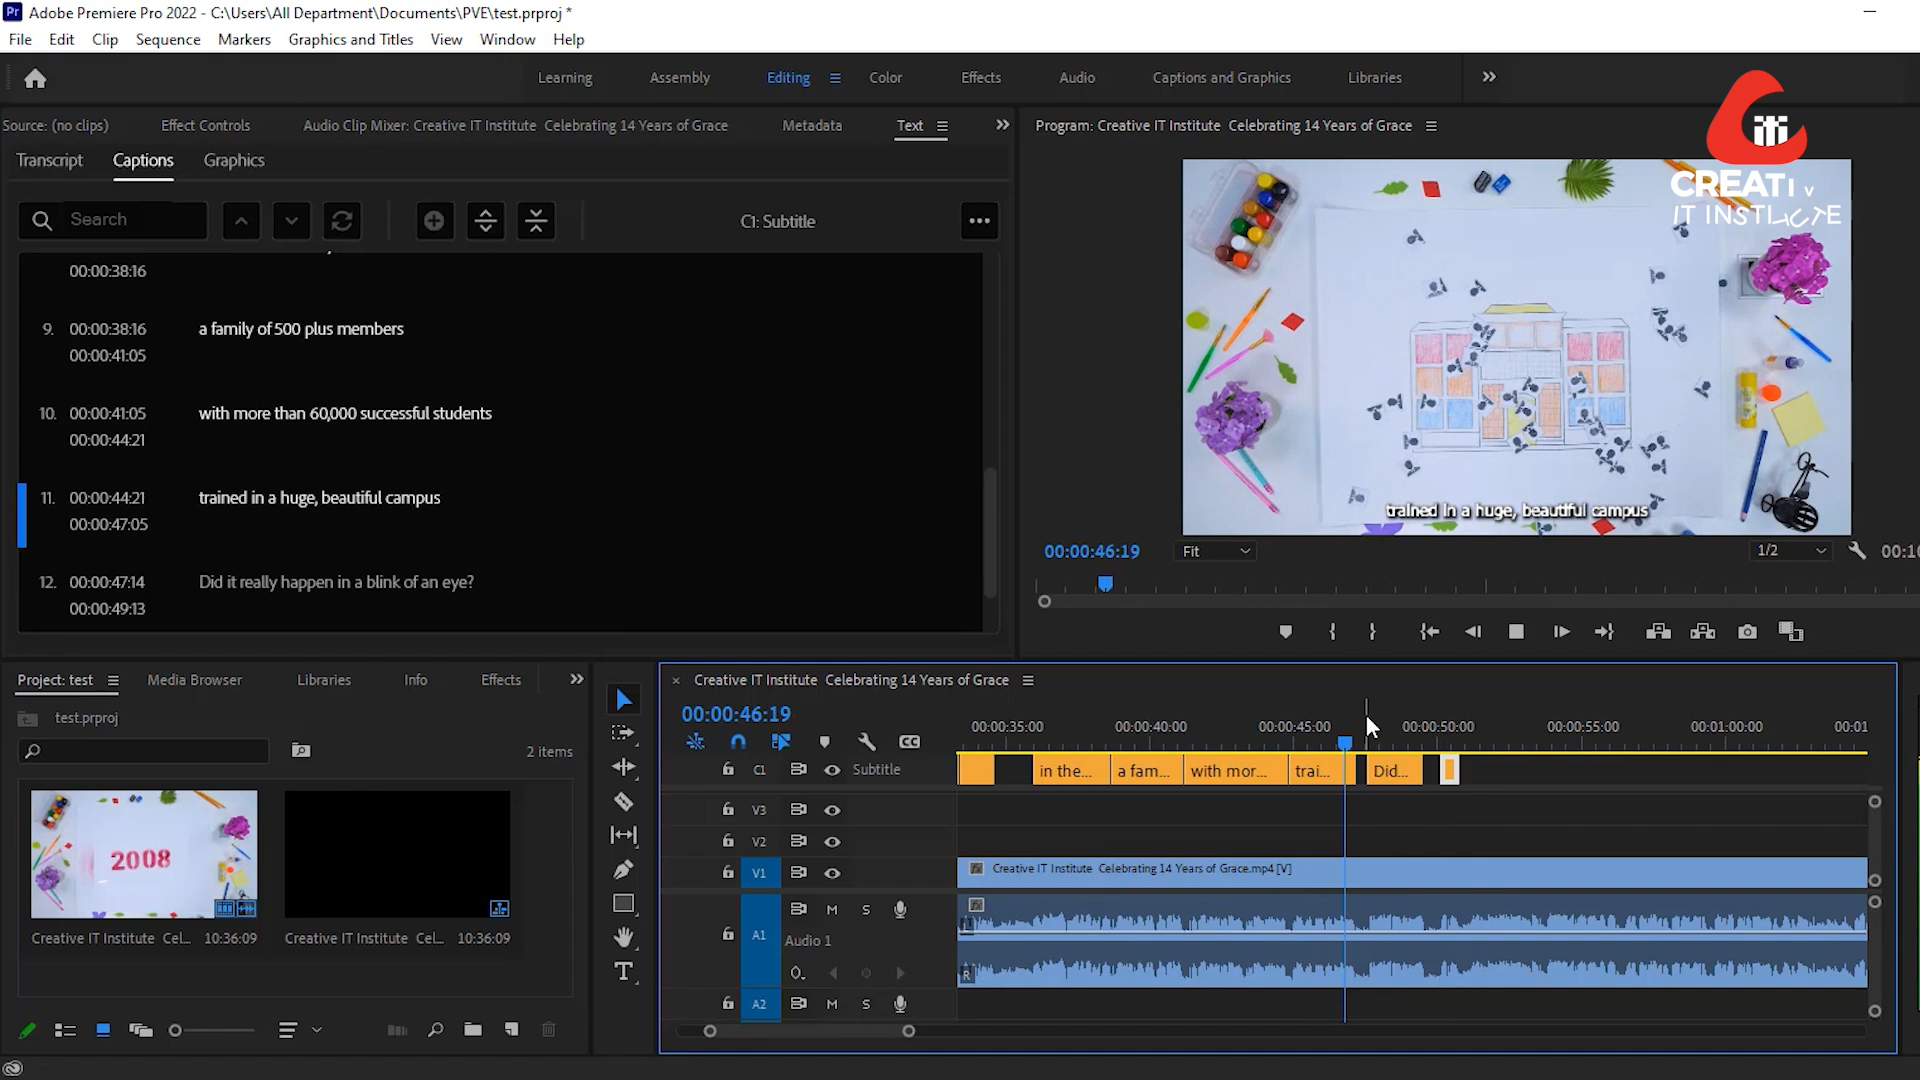 Pr Adobe Premiere Pro 2022 - C:\Users\All Department\Documents\PVE\test.prproj *
File Edit Clip Sequence Markers Graphics and Titles View Window Help
Learning Assembly Editing Color Effects Audio Captions and Graphics Libraries
Source: (no clips) Effect Controls Audio Clip Mixer: Creative IT Institute Celebrating 14 Years of Grace Metadata Text
Transcript Captions Graphics
Search C1: Subtitle
00:00:38:16
9. 00:00:38:16 a family of 500 plus members
00:00:41:05
10. 00:00:41:05 with more than 60,000 successful students
00:00:44:21
11. 00:00:44:21 trained in a huge, beautiful campus
00:00:47:05
12. 00:00:47:14 Did it really happen in a blink of an eye?
00:00:49:13
Program: Creative IT Institute Celebrating 14 Years of Grace
iti
CREATI V
IT INSTITUTE
trained in a huge, beautiful campus
00:00:46:19 Fit 1/2 00:10
Project: test Media Browser Libraries Info Effects
test.prproj
2 items
2008
Creative IT Institute Cel... 10:36:09
Creative IT Institute Cel... 10:36:09
× Creative IT Institute Celebrating 14 Years of Grace
00:00:46:19
00:00:35:00 00:00:40:00 00:00:45:00 00:00:50:00 00:00:55:00 00:01:00:00 00:01
CC
C1 Subtitle in the... a fam... with mor... trai... Did...
V3
V2
V1 fx Creative IT Institute Celebrating 14 Years of Grace.mp4 [V]
M S fx
A1 Audio 1
L
R
A2 M S
T